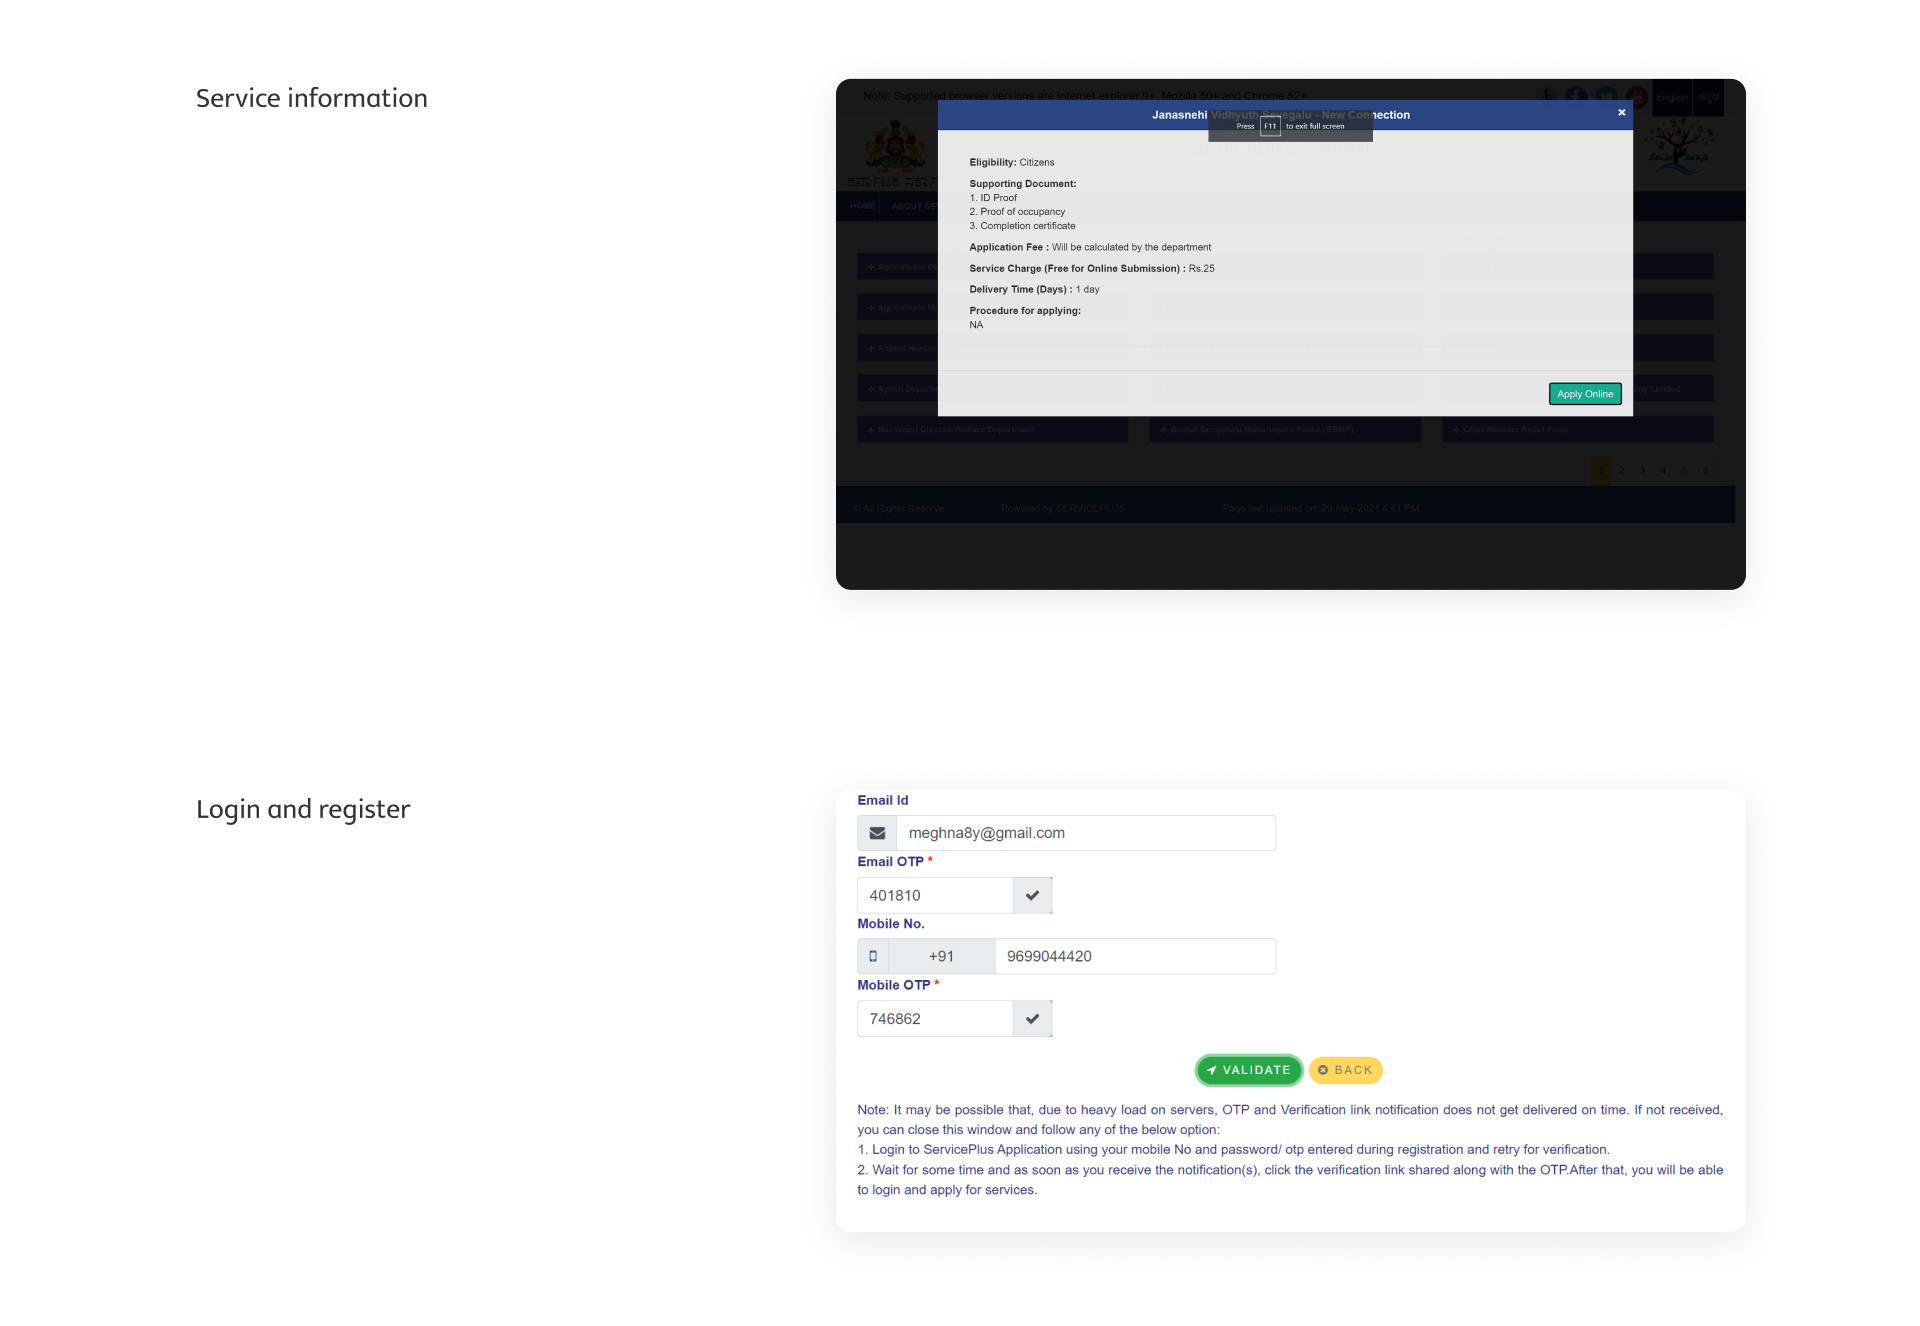 Service information
Note: Supported browser versions are Internet explorer 9+, Mozilla 50+ and Chrome 52+
English
ಕನ್ನಡ
Janasnehi Vidhyuth Sevegalu - New Connection
Press F11 to exit full screen
HOME ABOUT SE
Eligibility: Citizens
Supporting Document:
1. ID Proof
2. Proof of occupancy
3. Completion certificate
Application Fee : Will be calculated by the department
Service Charge (Free for Online Submission) : Rs.25
Delivery Time (Days) : 1 day
Procedure for applying:
NA
Apply Online
+ Agricultural
+ Agricultural
+ Animal Husban
+ Ayush Departm
Limited
+ Backward Classes Welfare Department
+ Bruhat Bengaluru Mahanagara Palike (BBMP)
+ Chief Minister Relief Fund
1 2 3 4 5 6
© All Rights Reserve
Powered by SERVICEPLUS
Page last updated on: 29-May-2021 4:41 PM
Login and register
Email Id
meghna8y@gmail.com
Email OTP *
401810
Mobile No.
+91 9699044420
Mobile OTP *
746862
VALIDATE
BACK
Note: It may be possible that, due to heavy load on servers, OTP and Verification link notification does not get delivered on time. If not received,
you can close this window and follow any of the below option:
1. Login to ServicePlus Application using your mobile No and password/ otp entered during registration and retry for verification.
2. Wait for some time and as soon as you receive the notification(s), click the verification link shared along with the OTP.After that, you will be able
to login and apply for services.